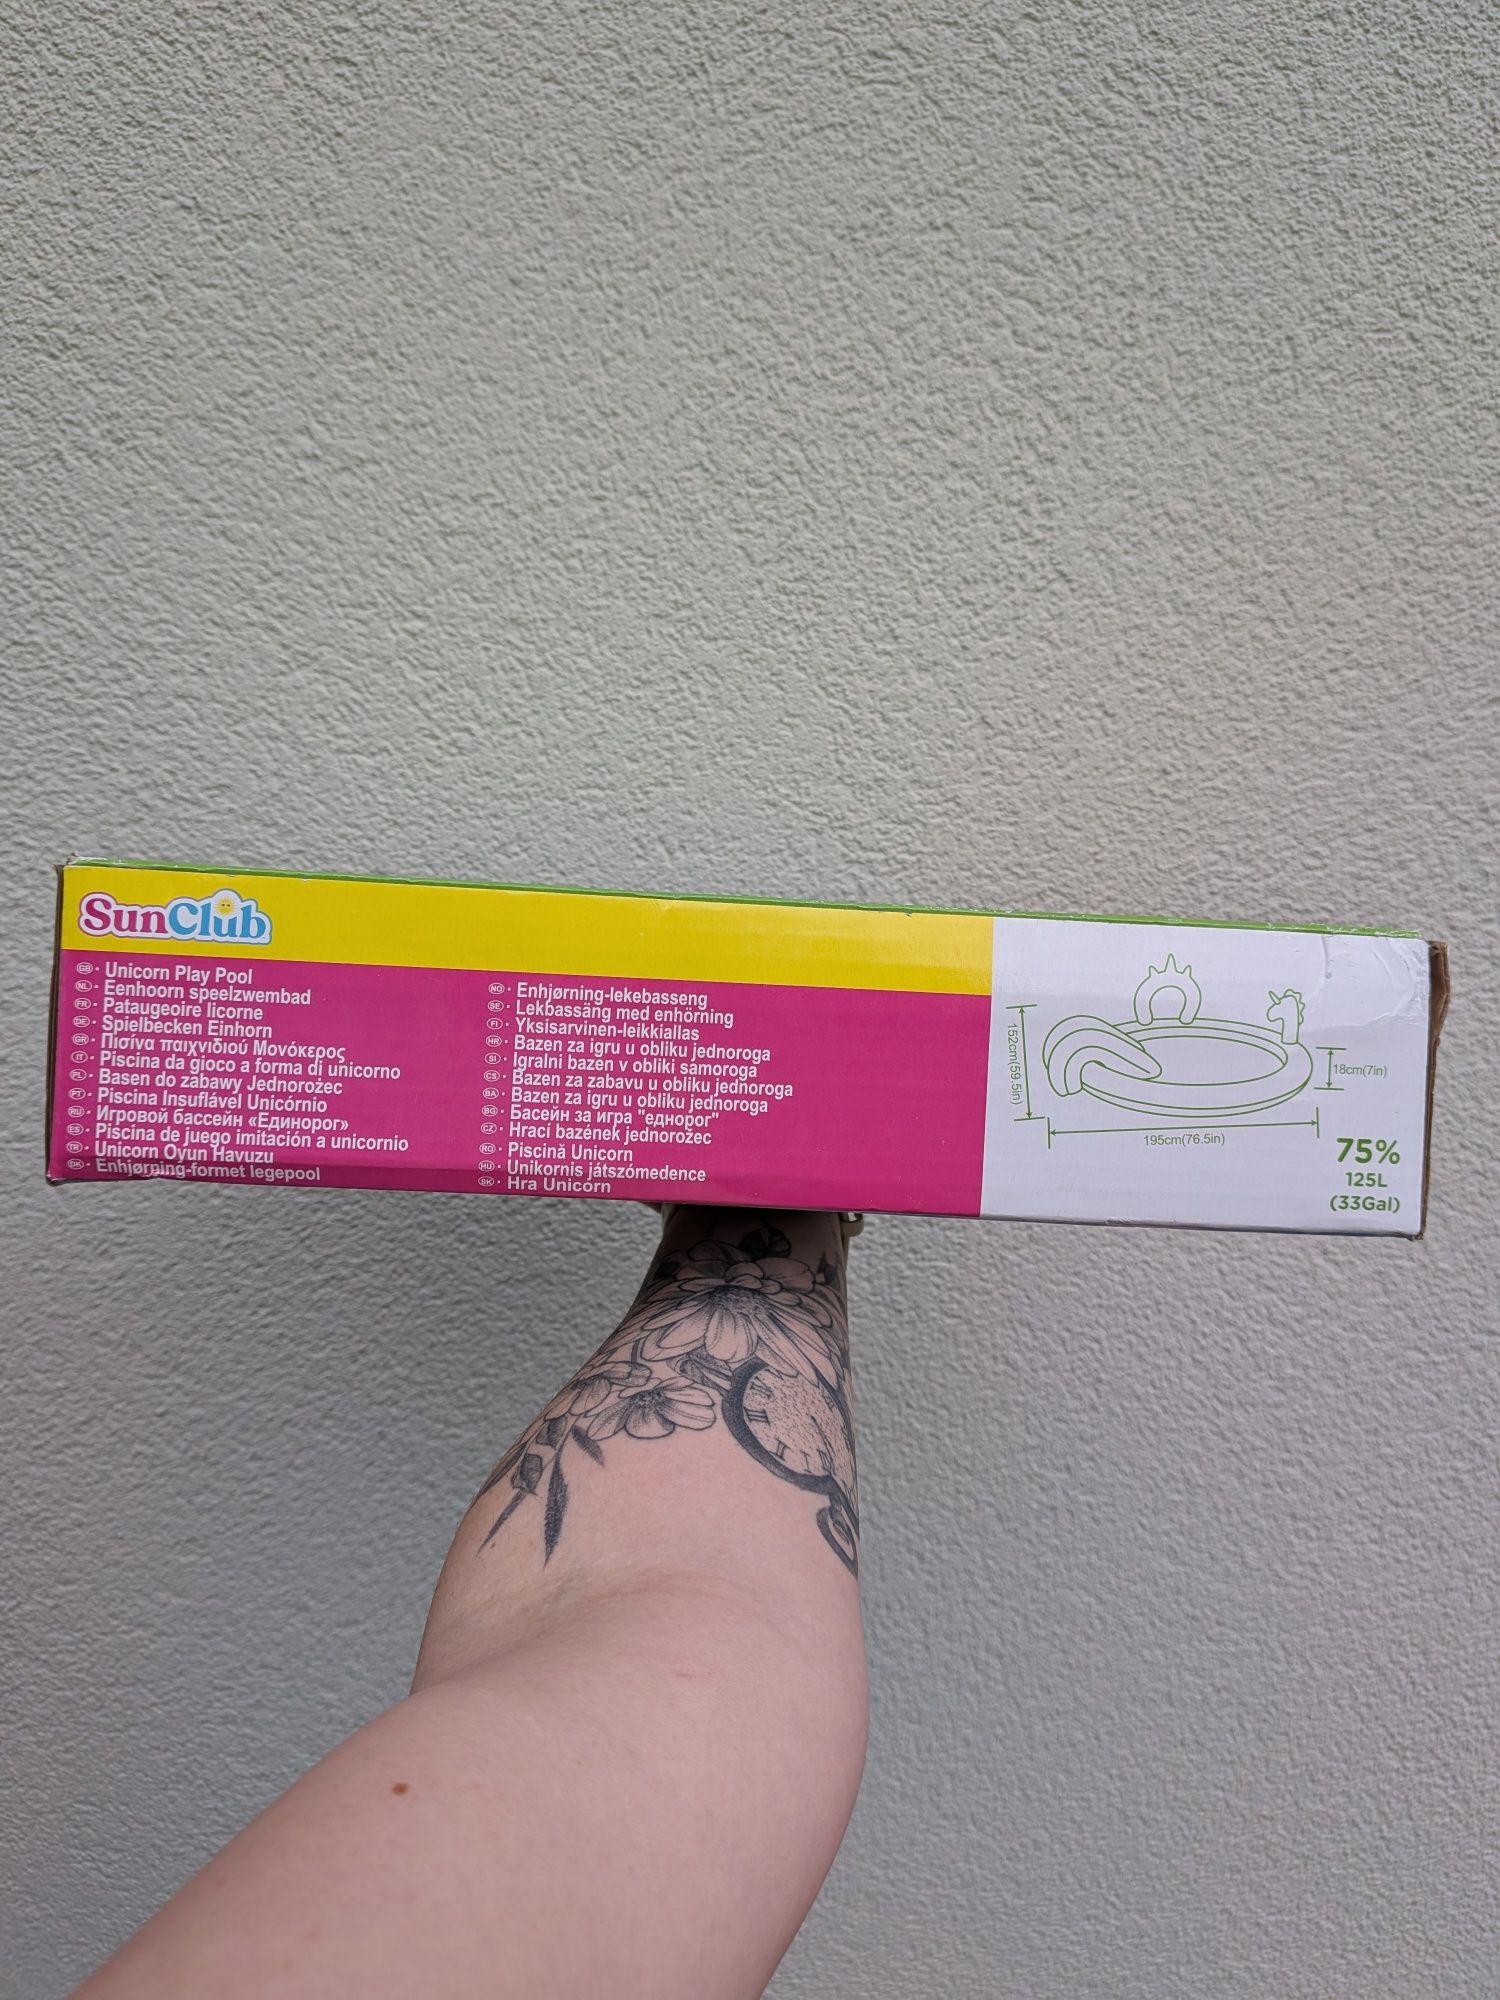 SunClub
GB · Unicorn Play Pool
NL · Eenhoorn speelzwembad
FR · Pataugeoire licorne
DE · Spielbecken Einhorn
GR · Πισίνα παιχνιδιού Μονόκερος
IT · Piscina da gioco a forma di unicorno
PL · Basen do zabawy Jednorożec
PT · Piscina Insuflável Unicórnio
RU · Игровой бассейн «Единорог»
ES · Piscina de juego imitación a unicornio
TR · Unicorn Oyun Havuzu
DK · Enhjørning-formet legepool
NO · Enhjørning-lekebasseng
SE · Lekbassäng med enhörning
FI · Yksisarvinen-leikkiallas
HR · Bazen za igru u obliku jednoroga
SI · Igralni bazen v obliki samoroga
CS · Bazen za zabavu u obliku jednoroga
BA · Bazen za igru u obliku jednoroga
BG · Басейн за игра "еднорог"
CZ · Hrací bazének jednorožec
RO · Piscină Unicorn
HU · Unikornis játszómedence
SK · Hra Unicorn
152cm(59.5in)
18cm(7in)
195cm(76.5in)
75%
125L
(33Gal)